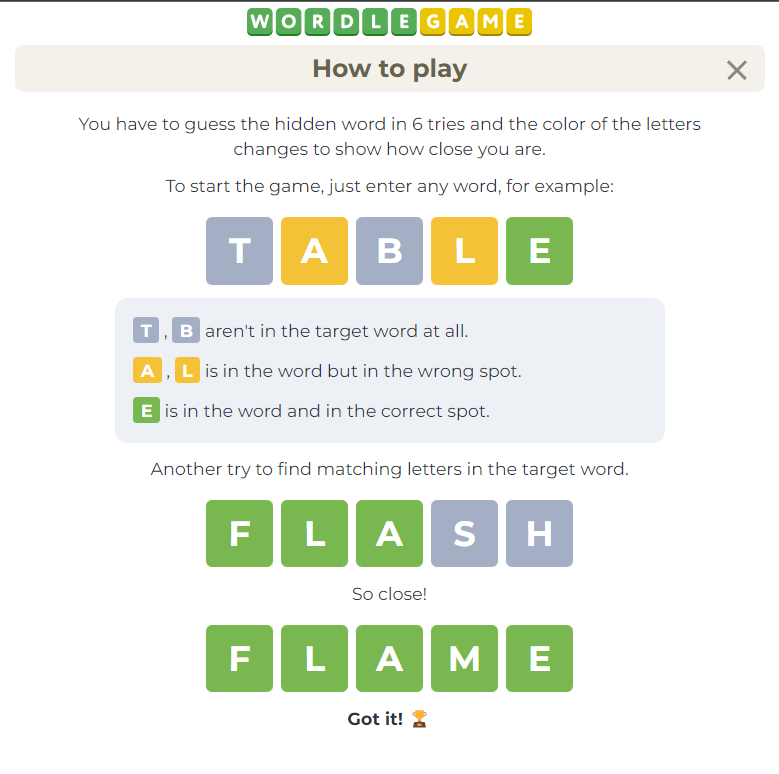 WORDLEGAME
How to play
You have to guess the hidden word in 6 tries and the color of the letters
changes to show how close you are.
To start the game, just enter any word, for example:
T A B L E
T , B aren't in the target word at all.
A , L is in the word but in the wrong spot.
E is in the word and in the correct spot.
Another try to find matching letters in the target word.
F L A S H
So close!
F L A M E
Got it! 🏆